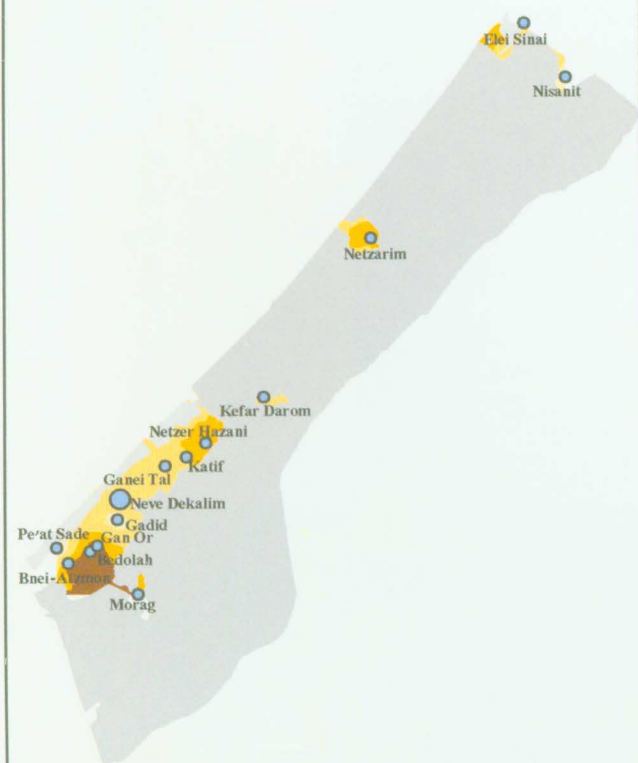 Elei Sinai
Nisanit
Netzarim
Kefar Darom
Netzer Hazani
Katif
Ganei Tal
Neve Dekalim
Gadid
Pe'at Sade
Gan Or
Bedolah
Bnei-Atzmon
Morag